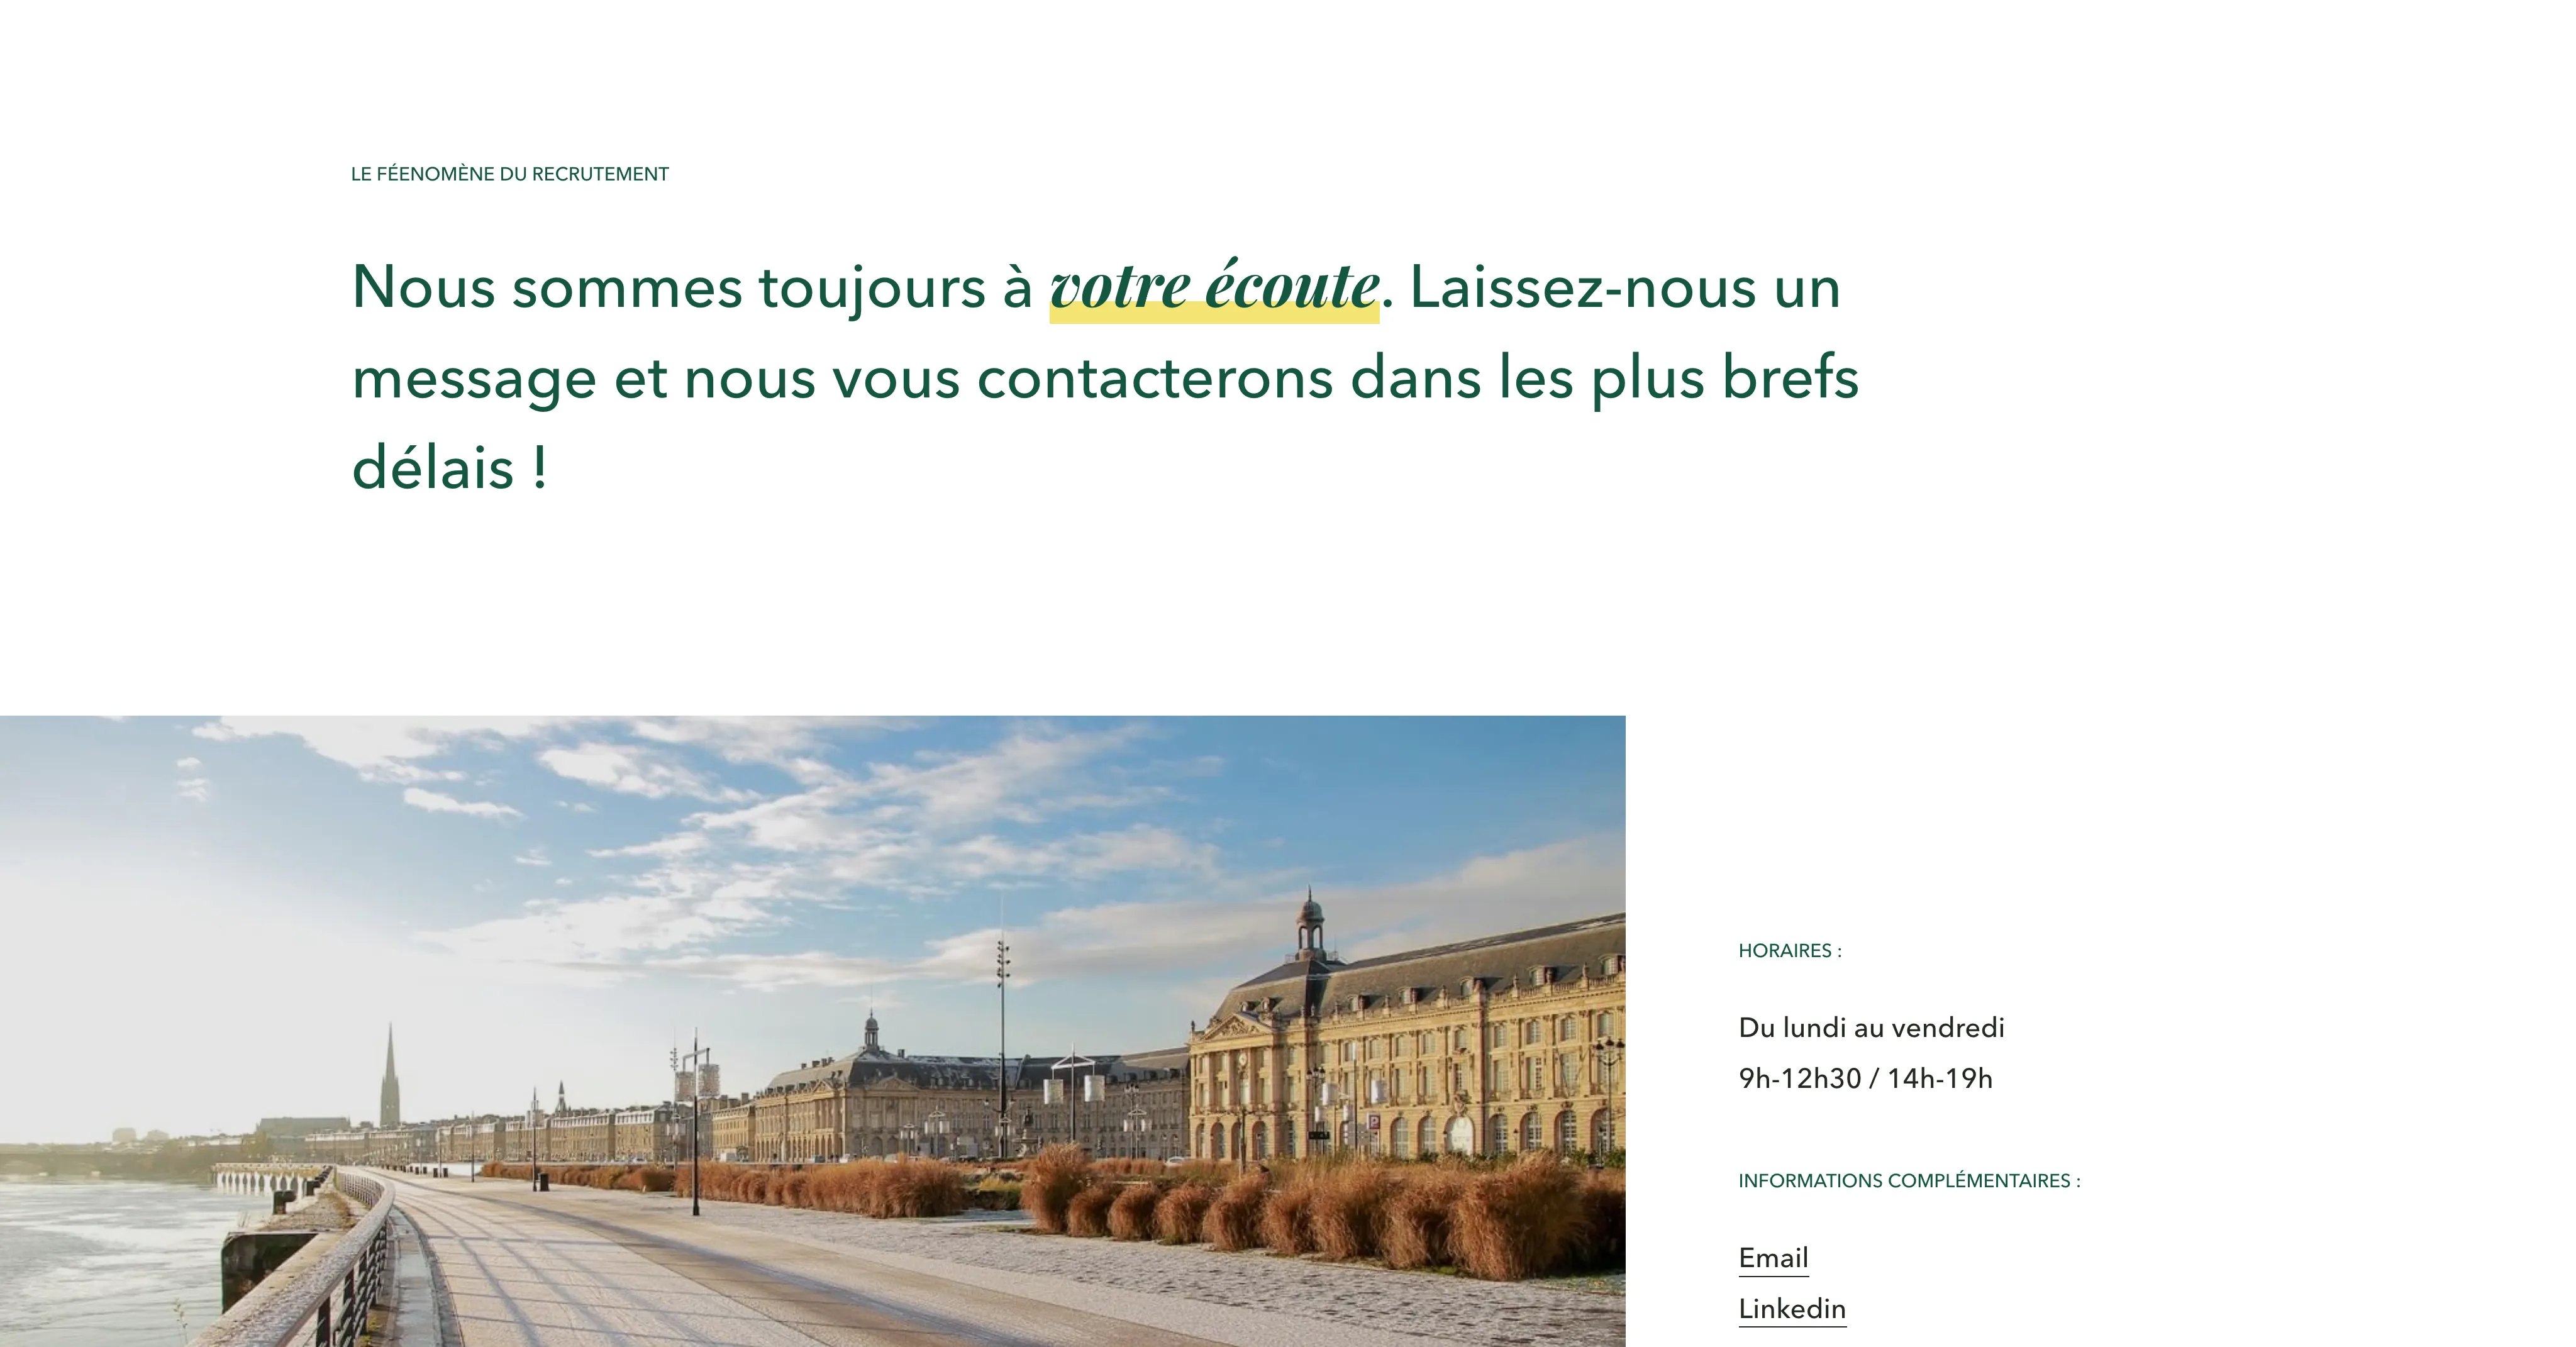 LE FÉENOMÈNE DU RECRUTEMENT
Nous sommes toujours à votre écoute. Laissez-nous un
message et nous vous contacterons dans les plus brefs
délais !
HORAIRES :
Du lundi au vendredi
9h-12h30 / 14h-19h
INFORMATIONS COMPLÉMENTAIRES :
Email
Linkedin